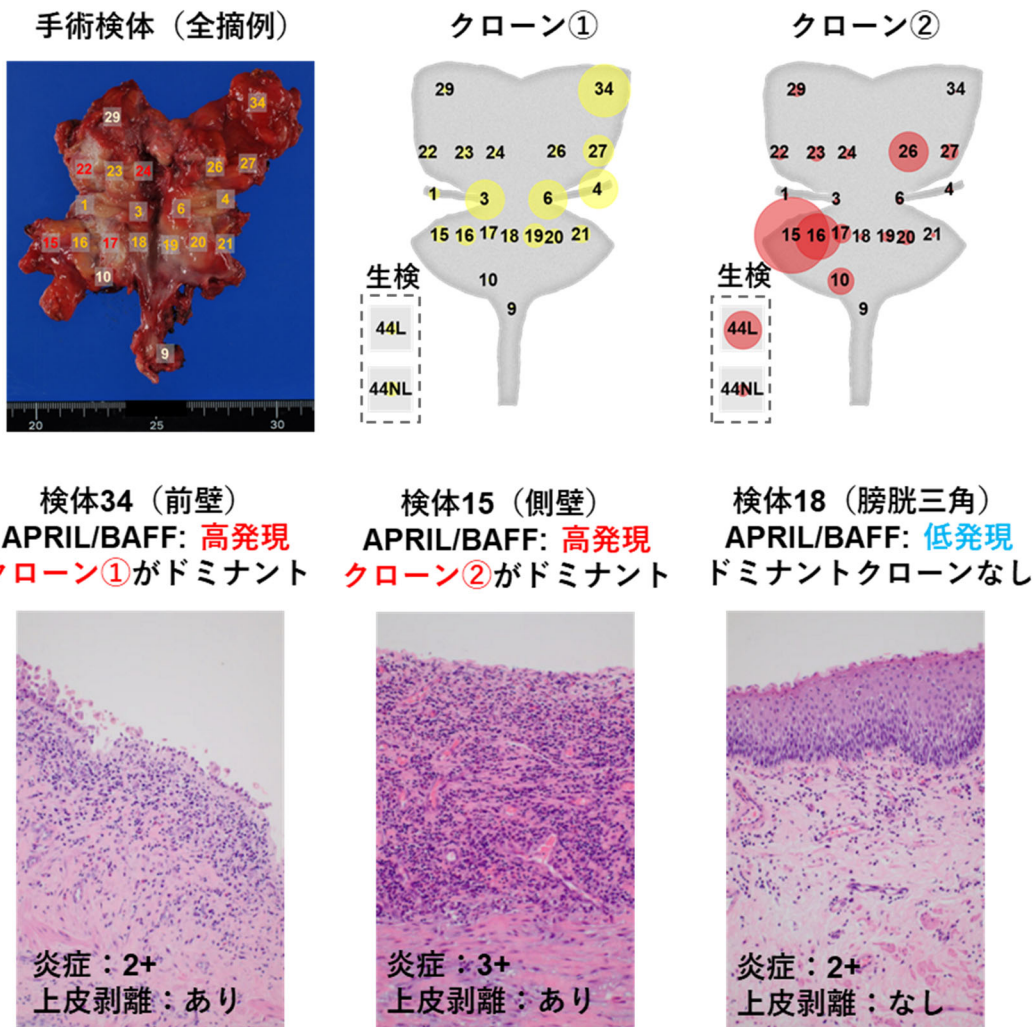 手術検体（全摘例）
クローン①
クローン②
34
29
22
23
24
26
27
1
3
6
4
15
16
17
18
19
20
21
10
9
20
25
30
29
34
22
23
24
26
27
1
3
6
4
15
16
17
18
19
20
21
10
9
生検
44L
44NL
29
34
22
23
24
26
27
1
3
6
4
15
16
17
18
19
20
21
10
9
生検
44L
44NL
検体34（前壁）
APRIL/BAFF: 高発現
クローン①がドミナント
検体15（側壁）
APRIL/BAFF: 高発現
クローン②がドミナント
検体18（膀胱三角）
APRIL/BAFF: 低発現
ドミナントクローンなし
炎症：2+
上皮剥離：あり
炎症：3+
上皮剥離：あり
炎症：2+
上皮剥離：なし